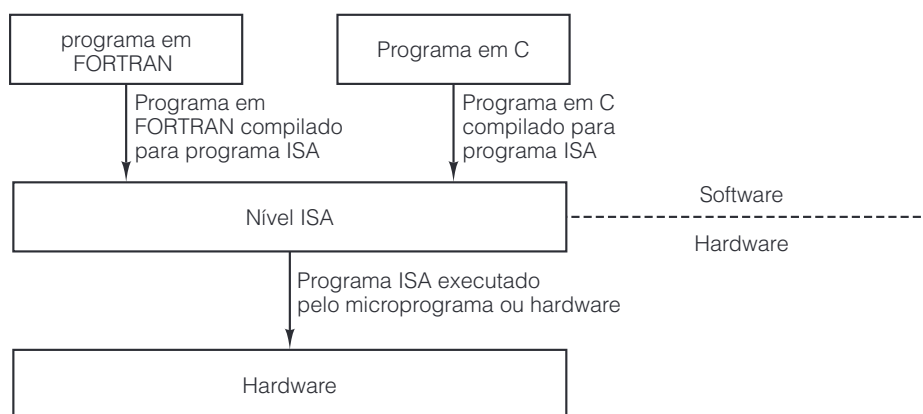 programa em
FORTRAN
Programa em C
Programa em
FORTRAN compilado
para programa ISA
Programa em C
compilado para
programa ISA
Nível ISA
Software
Hardware
Programa ISA executado
pelo microprograma ou hardware
Hardware